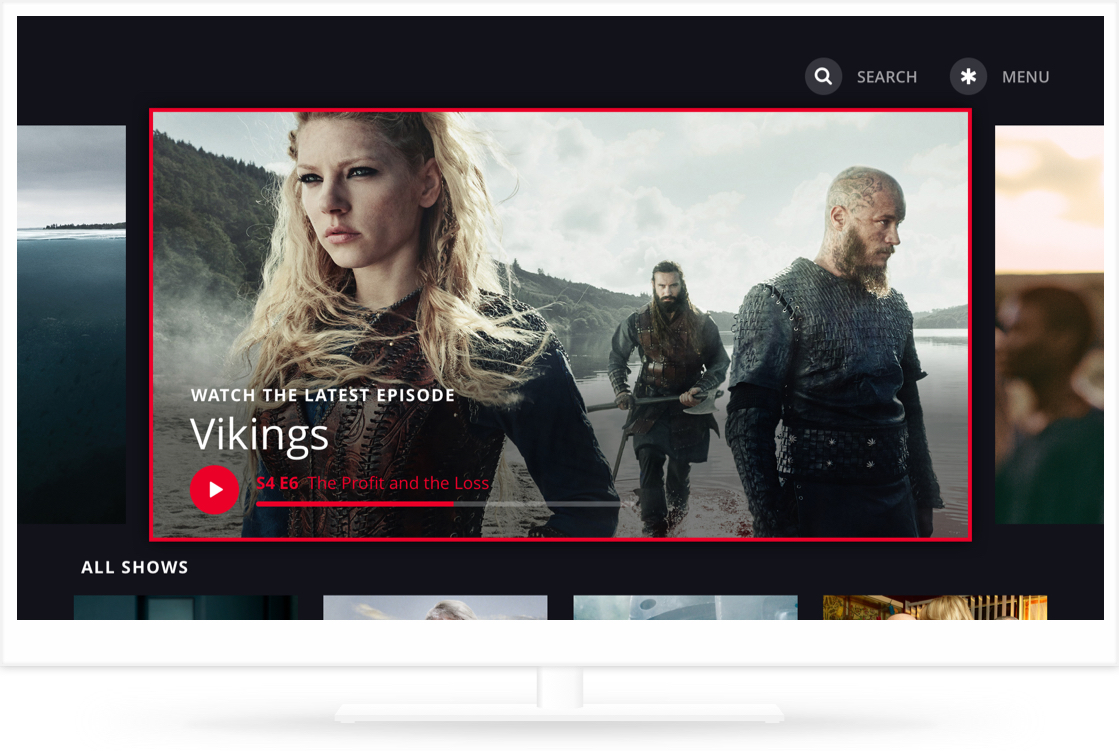 SEARCH
MENU
WATCH THE LATEST EPISODE
Vikings
S4 E6 The Profit and the Loss
ALL SHOWS